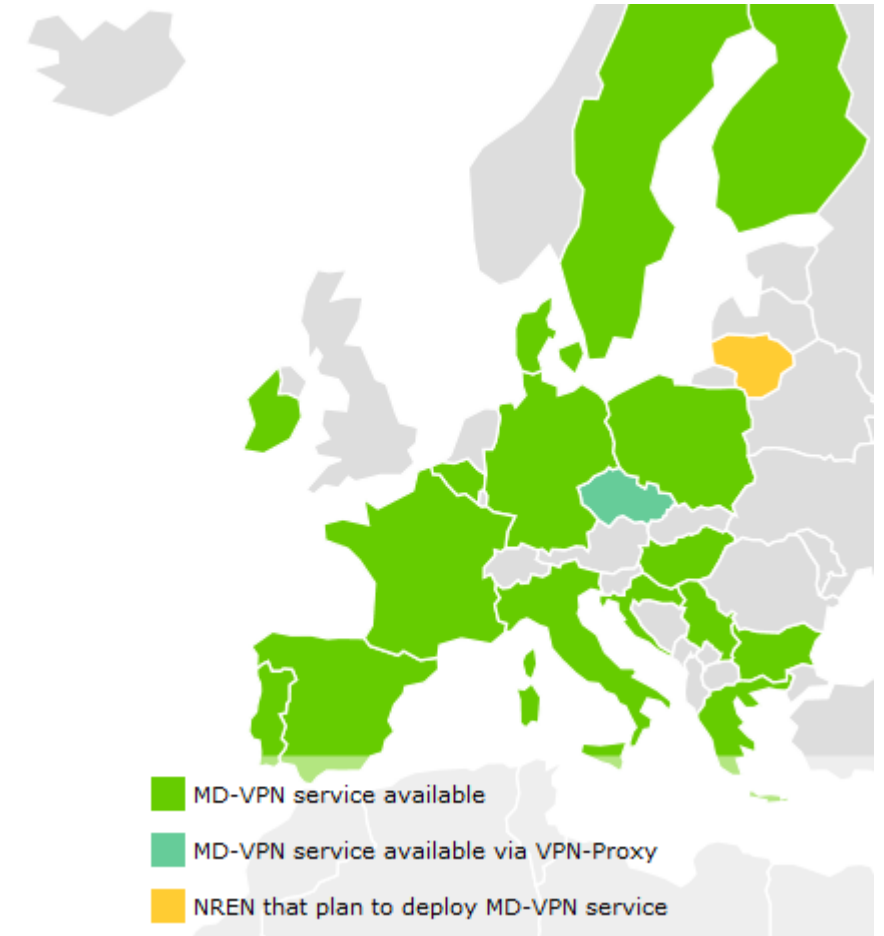 MD-VPN service available
MD-VPN service available via VPN-Proxy
NREN that plan to deploy MD-VPN service